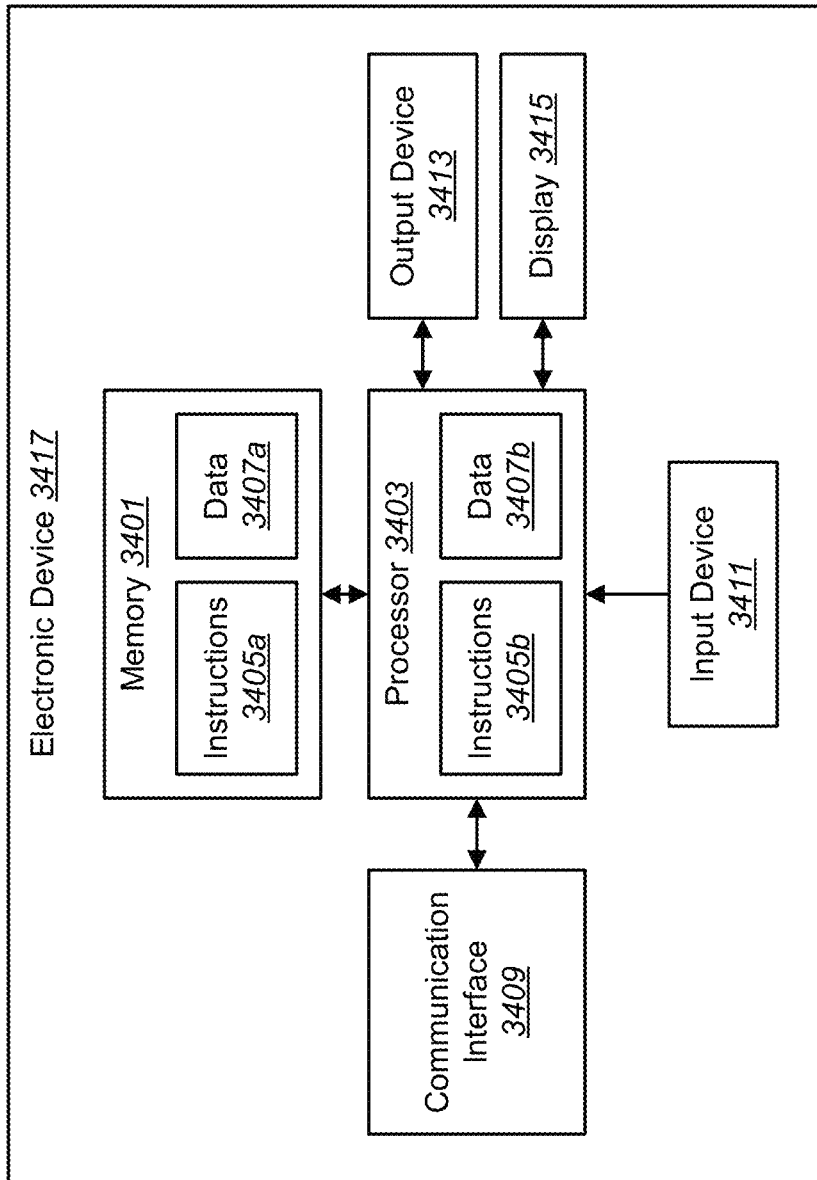 Electronic Device 3417
Memory 3401
Instructions
3405a
Data
3407a
Processor 3403
Instructions
3405b
Data
3407b
Communication
Interface
3409
Output Device
3413
Display 3415
Input Device
3411